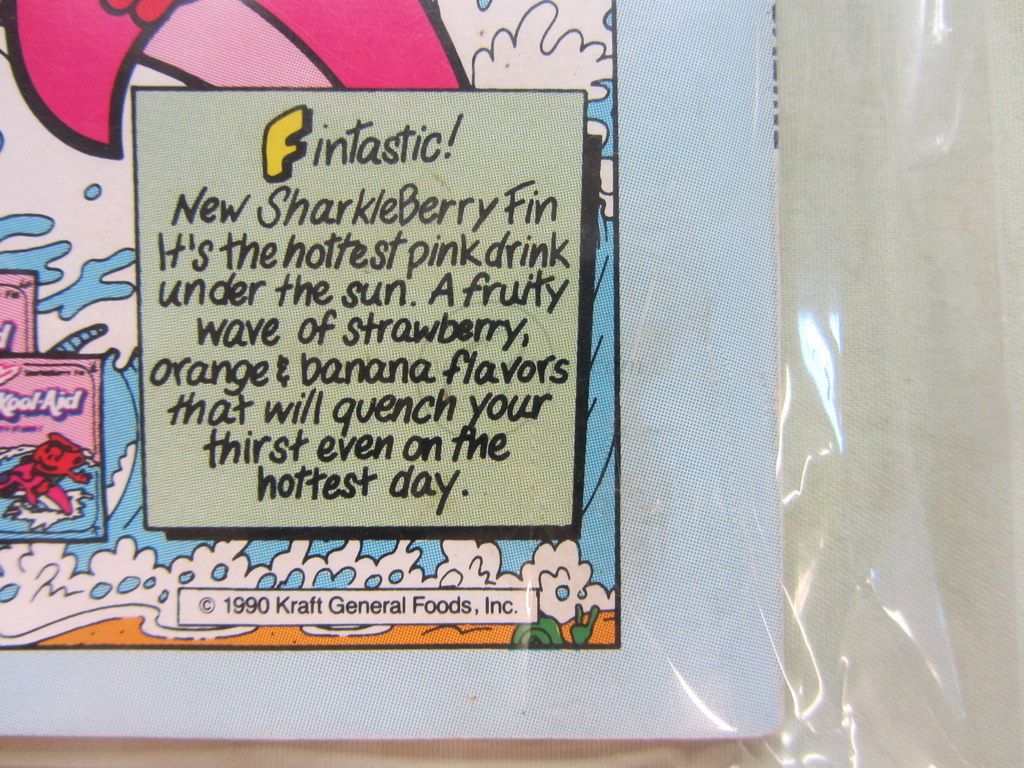 Fintastic!
New SharkleBerry Fin
It's the hottest pink drink
under the sun. A fruity
wave of strawberry,
orange & banana flavors
that will quench your
thirst even on the
hottest day.
Kool-Aid
© 1990 Kraft General Foods, Inc.